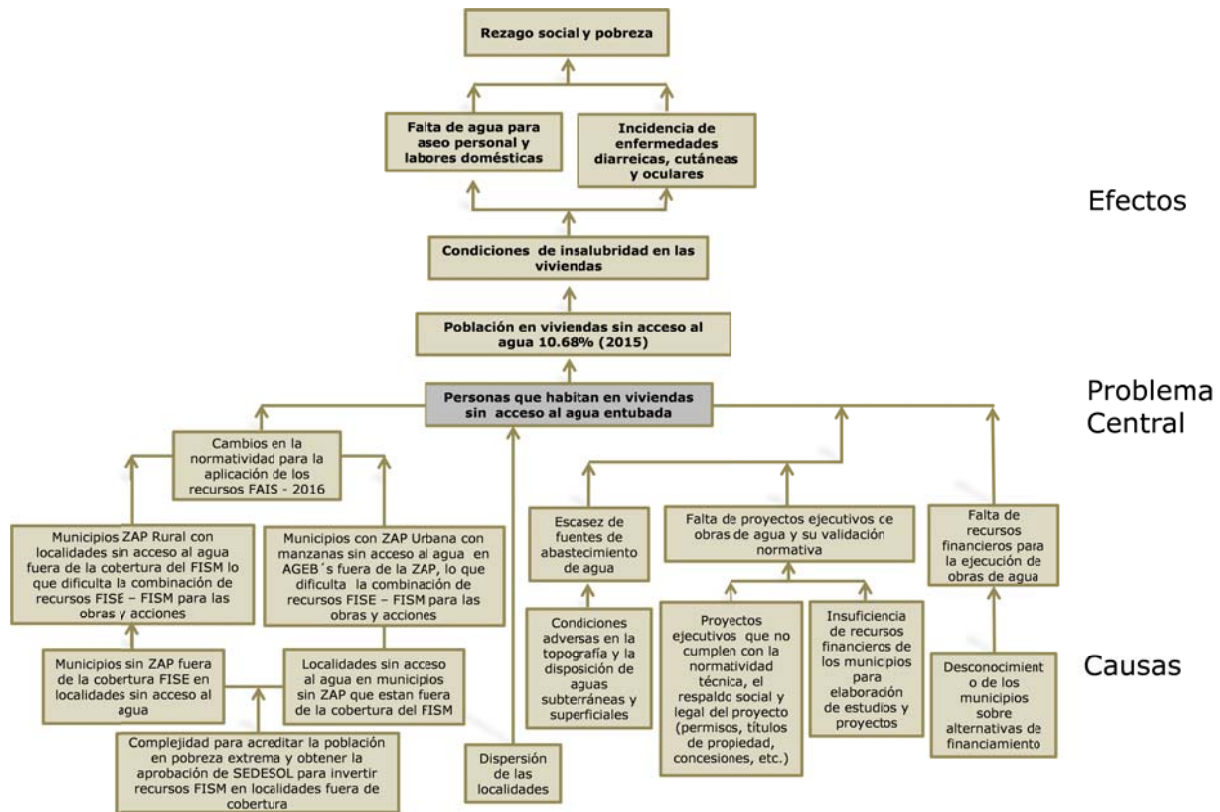 Rezago social y pobreza
Falta de agua para
aseo personal y
labores domésticas
Incidencia de
enfermedades
diarreicas, cutáneas
y oculares
Efectos
Condiciones de insalubridad en las
viviendas
Población en viviendas sin acceso al
agua 10.68% (2015)
Personas que habitan en viviendas
sin acceso al agua entubada
Problema
Central
Cambios en la
normatividad para la
aplicación de los
recursos FAIS - 2016
Municipios ZAP Rural con
localidades sin acceso al agua
fuera de la cobertura del FISM lo
que dificulta la combinación de
recursos FISE – FISM para las
obras y acciones
Municipios con ZAP Urbana con
manzanas sin acceso al agua en
AGEB´s fuera de la ZAP, lo que
dificulta la combinación de
recursos FISE – FISM para las
obras y acciones
Escasez de
fuentes de
abastecimiento
de agua
Falta de proyectos ejecutivos de
obras de agua y su validación
normativa
Falta de
recursos
financieros para
la ejecución de
obras de agua
Municipios sin ZAP fuera
de la cobertura FISE en
localidades sin acceso al
agua
Localidades sin acceso
al agua en municipios
sin ZAP que estan fuera
de la cobertura del FISM
Condiciones
adversas en la
topografía y la
disposición de
aguas
subterráneas y
superficiales
Proyectos
ejecutivos que no
cumplen con la
normatividad
técnica, el
respaldo social y
legal del proyecto
(permisos, títulos
de propiedad,
concesiones, etc.)
Insuficiencia de
recursos
financieros de
los municpios
para
elaboración
de estudios y
proyectos
Desconocimient
o de los
municipios
sobre
alternativas de
financiamiento
Causas
Complejidad para acreditar la población
en pobreza extrema y obtener la
aprobación de SEDESOL para invertir
recursos FISM en localidades fuera de
cobertura
Dispersión
de las
localidades